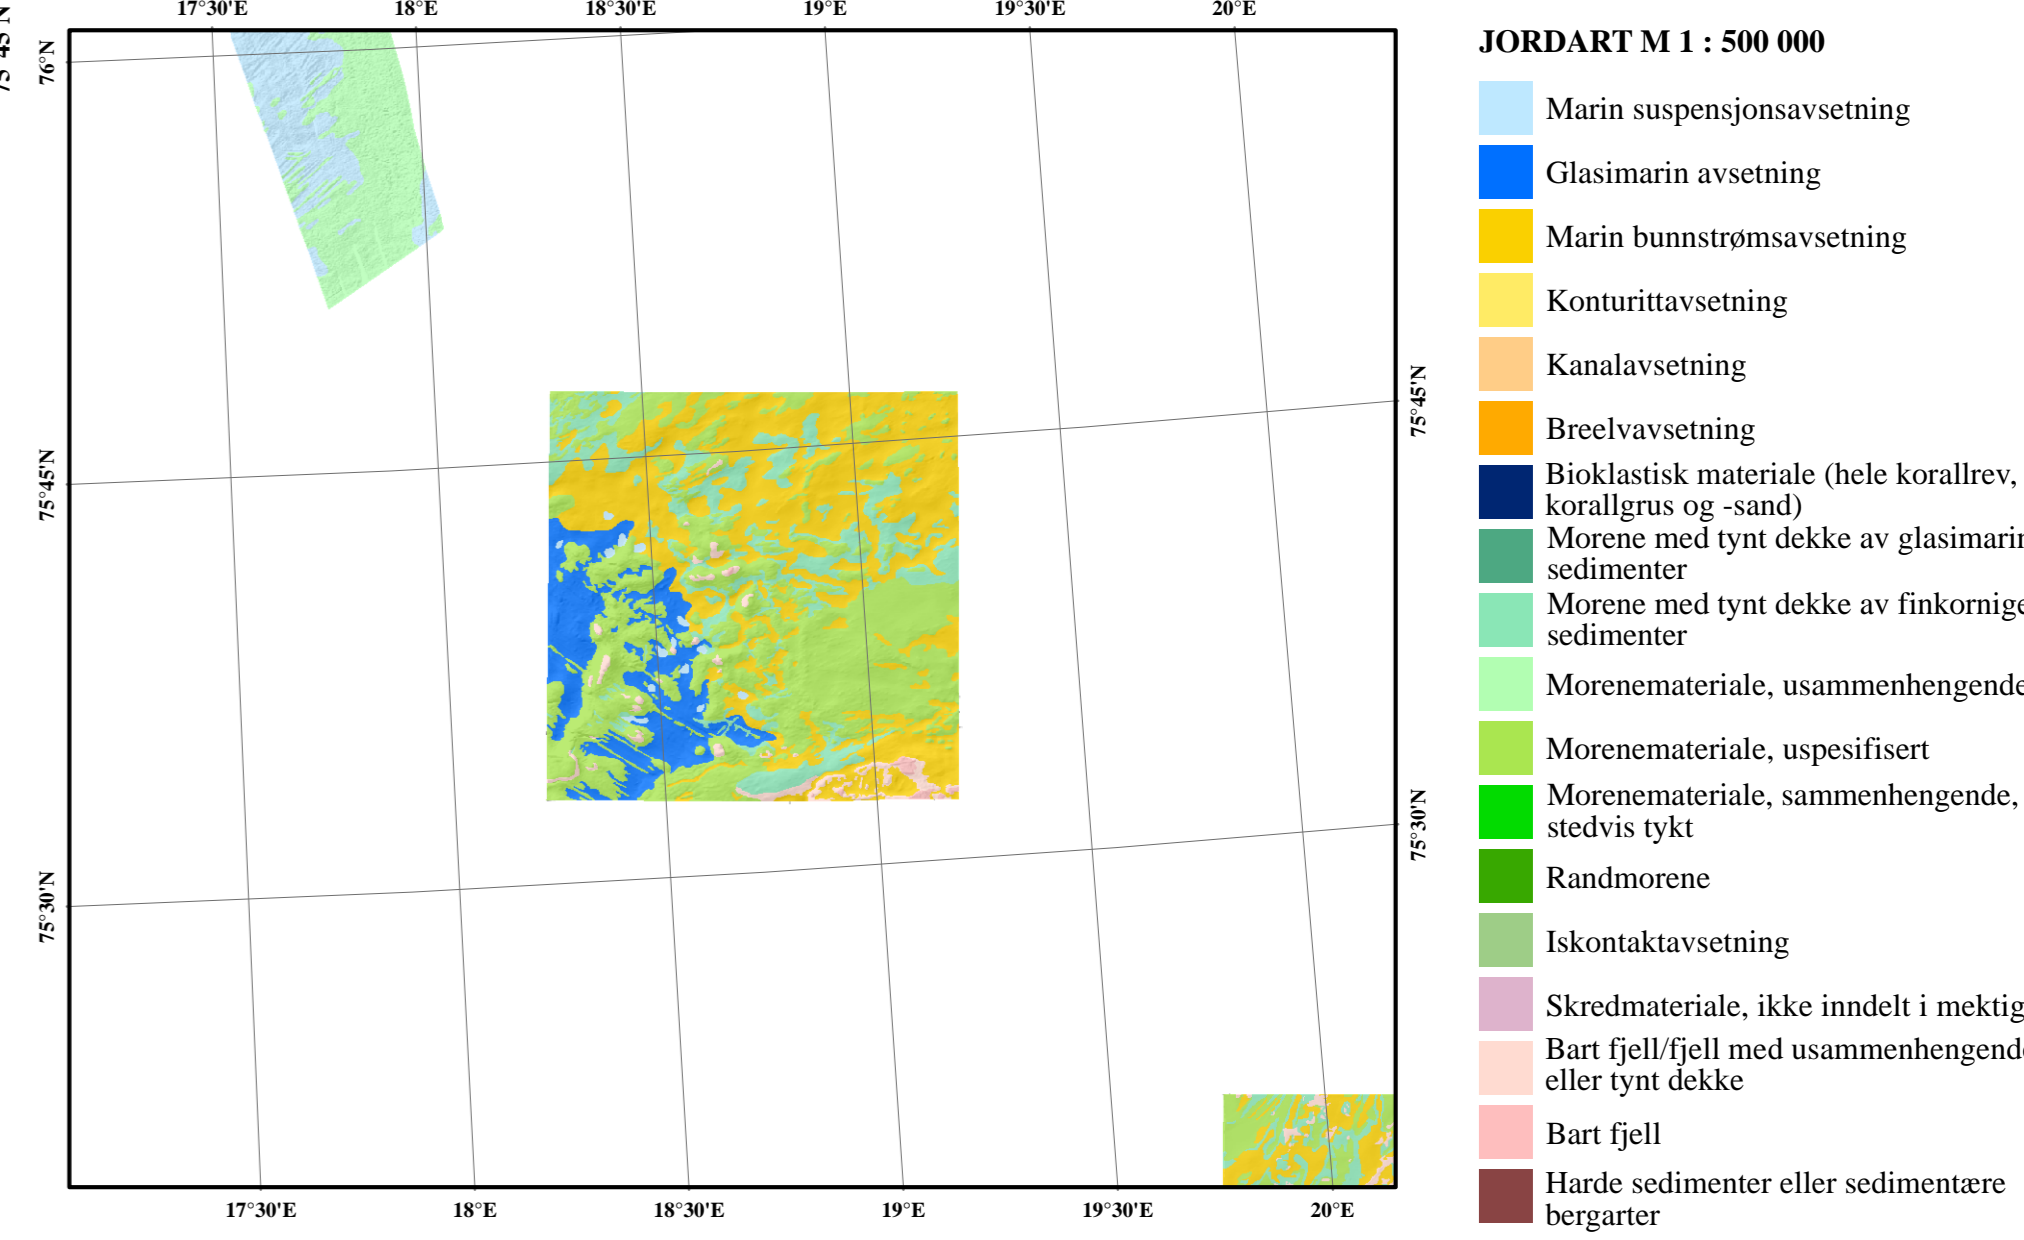 17°30'E 18°E 18°30'E 19°E 19°30'E 20°E
75°45'N
76°N
75°45'N
75°30'N
75°45'N
75°30'N
17°30'E 18°E 18°30'E 19°E 19°30'E 20°E
JORDART M 1 : 500 000
Marin suspensjonsavsetning
Glasimarin avsetning
Marin bunnstrømsavsetning
Konturittavsetning
Kanalavsetning
Breelvavsetning
Bioklastisk materiale (hele korallrev,
korallgrus og -sand)
Morene med tynt dekke av glasimarin
sedimenter
Morene med tynt dekke av finkornige
sedimenter
Morenemateriale, usammenhengende
Morenemateriale, uspesifisert
Morenemateriale, sammenhengende,
stedvis tykt
Randmorene
Iskontaktavsetning
Skredmateriale, ikke inndelt i mektig
Bart fjell/fjell med usammenhengende
eller tynt dekke
Bart fjell
Harde sedimenter eller sedimentære
bergarter